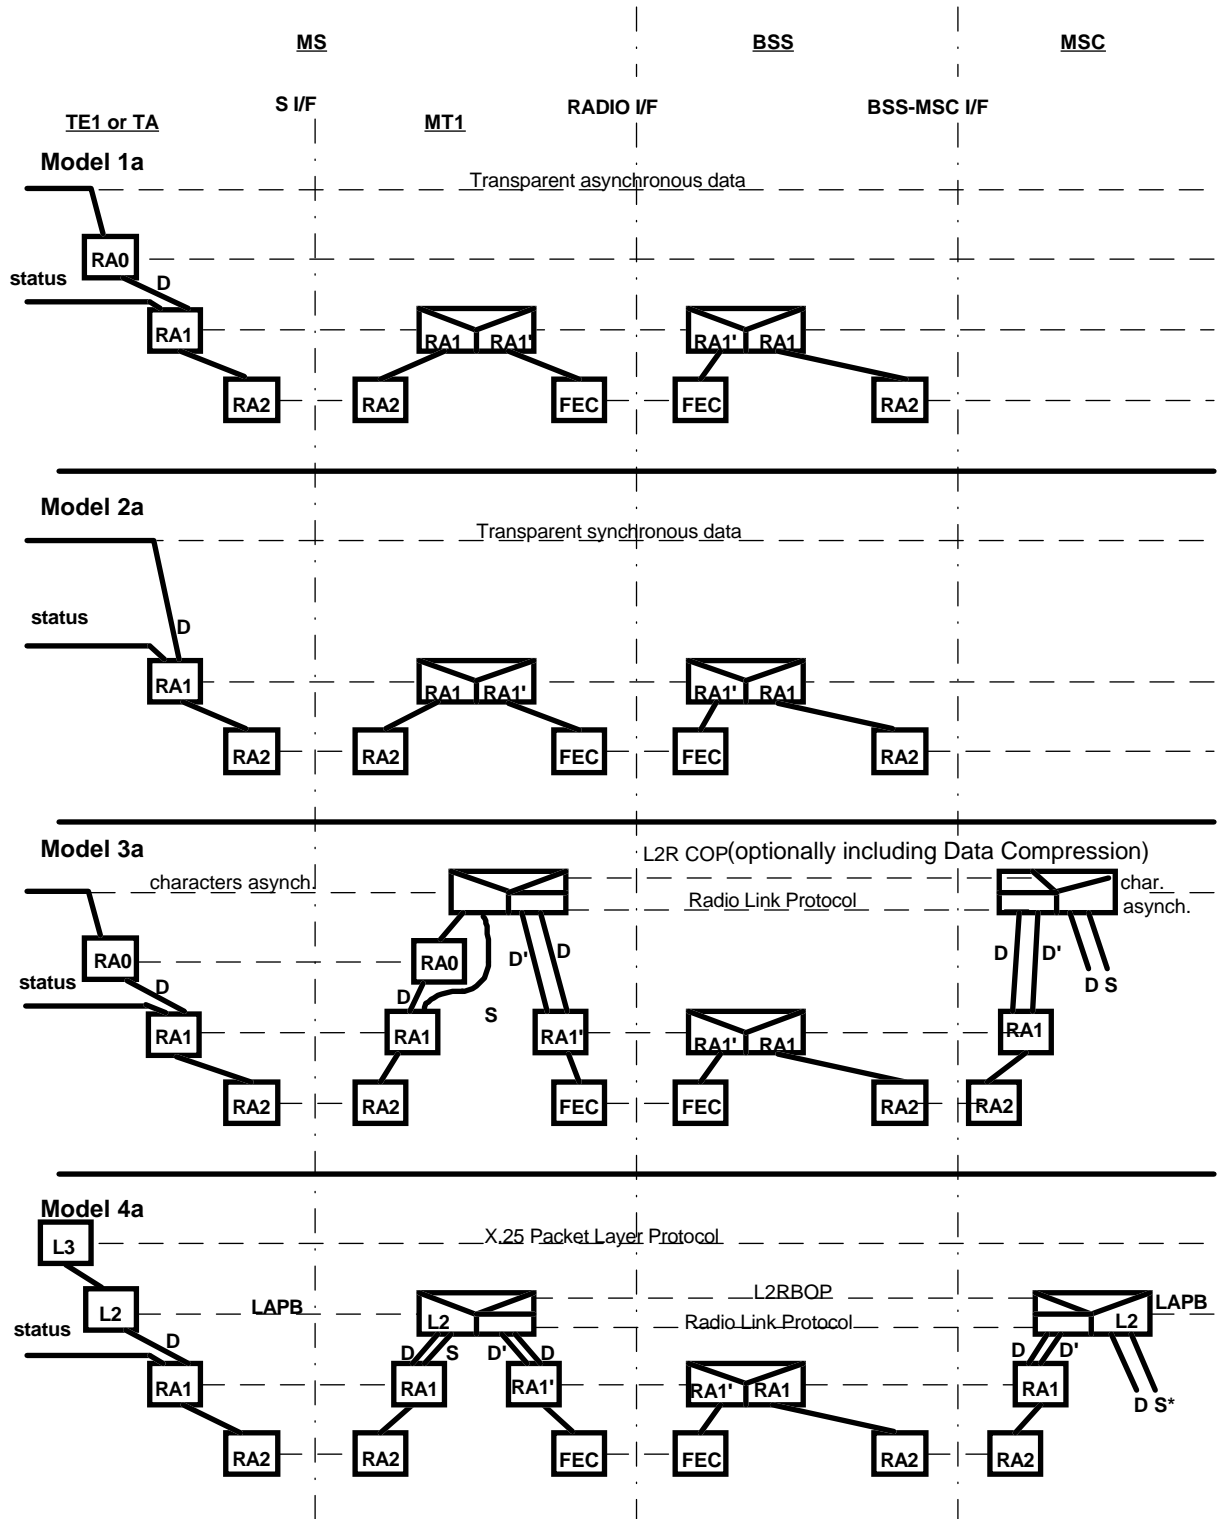 MS BSS MSC
S I/F RADIO I/F BSS-MSC I/F
TE1 or TA MT1
Model 1a
Transparent asynchronous data
RA0
status D
RA1 RA1 RA1' RA1' RA1
RA2 RA2 FEC FEC RA2
Model 2a
Transparent synchronous data
status D
RA1 RA1 RA1' RA1' RA1
RA2 RA2 FEC FEC RA2
Model 3a L2R COP(optionally including Data Compression)
characters asynch. Radio Link Protocol char.
asynch.
RA0 RA0 D' D D D'
status D D S D S
RA1 RA1 RA1' RA1' RA1 RA1
RA2 RA2 FEC FEC RA2 RA2
Model 4a
L3 X.25 Packet Layer Protocol
L2RBOP
L2 LAPB L2 Radio Link Protocol L2 LAPB
status D D S D' D D D'
RA1 RA1 RA1' RA1' RA1 RA1 D S*
RA2 RA2 FEC FEC RA2 RA2